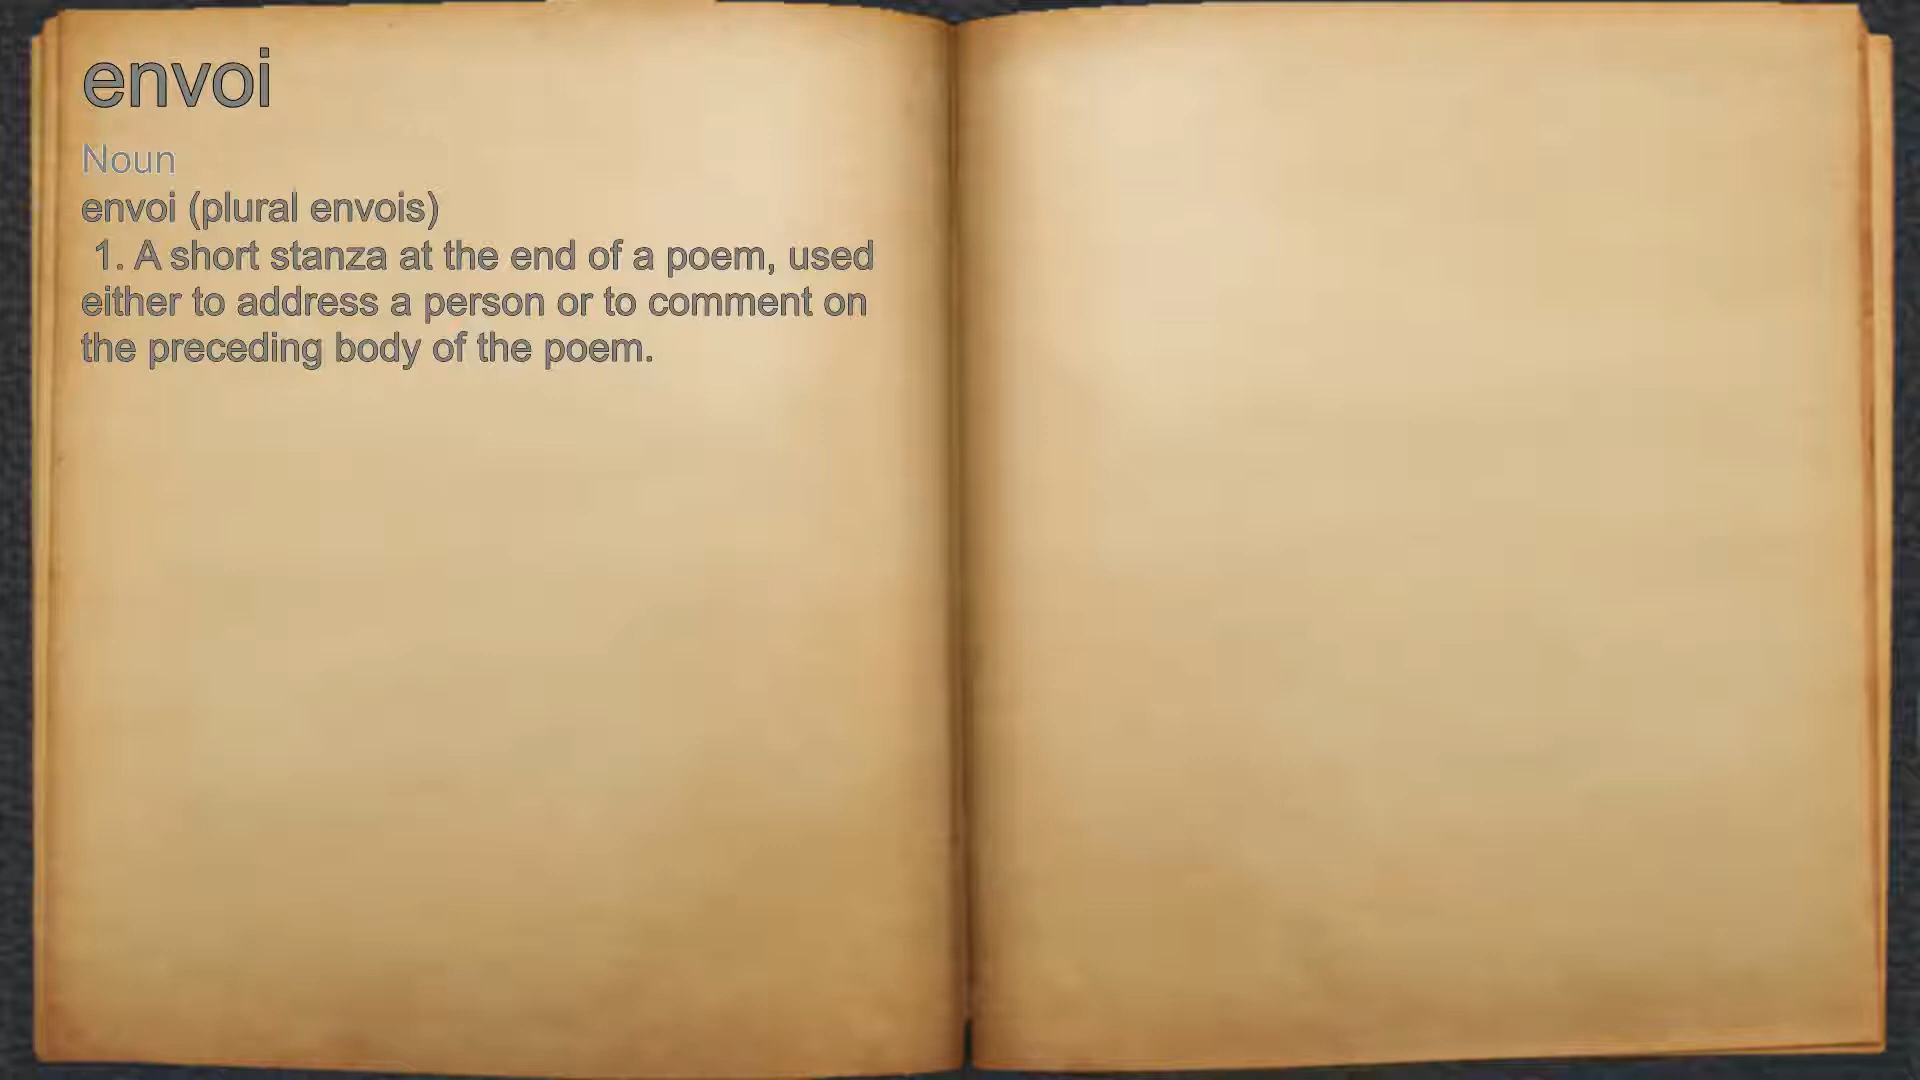 envoi
Noun
envoi (plural envois)
1. A short stanza at the end of a poem, used
either to address a person or to comment on
the preceding body of the poem.